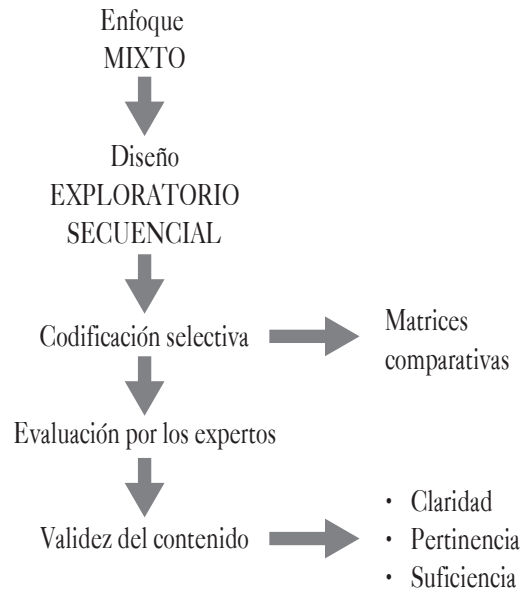 Enfoque
MIXTO
Diseño
EXPLORATORIO
SECUENCIAL
Codificación selectiva
Matrices
comparativas
Evaluación por los expertos
Validez del contenido
• Claridad
• Pertinencia
• Suficiencia